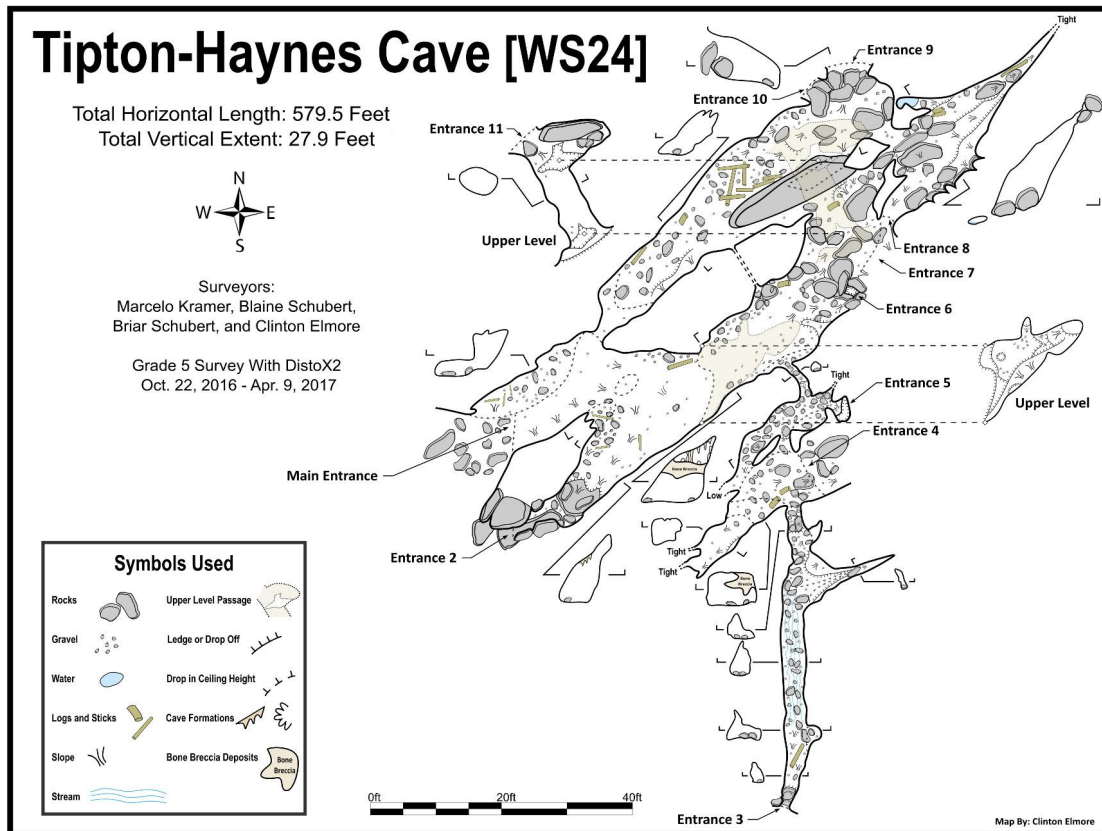 Tipton-Haynes Cave [WS24]
Total Horizontal Length: 579.5 Feet
Total Vertical Extent: 27.9 Feet
N
W E
S
Surveyors:
Marcelo Kramer, Blaine Schubert,
Briar Schubert, and Clinton Elmore
Grade 5 Survey With DistoX2
Oct. 22, 2016 - Apr. 9, 2017
Tight
Entrance 9
Entrance 10
Entrance 11
Upper Level
Entrance 8
Entrance 7
Entrance 6
Tight
Entrance 5
Upper Level
Entrance 4
Main Entrance
Bone Breccia
Low
Entrance 2
Tight
Tight
Bone
Breccia
Entrance 3
Symbols Used
Rocks
Upper Level Passage
Gravel
Ledge or Drop Off
Water
Drop in Ceiling Height
Logs and Sticks
Cave Formations
Slope
Bone Breccia Deposits
Bone
Breccia
Stream
0ft 20ft 40ft
Map By: Clinton Elmore